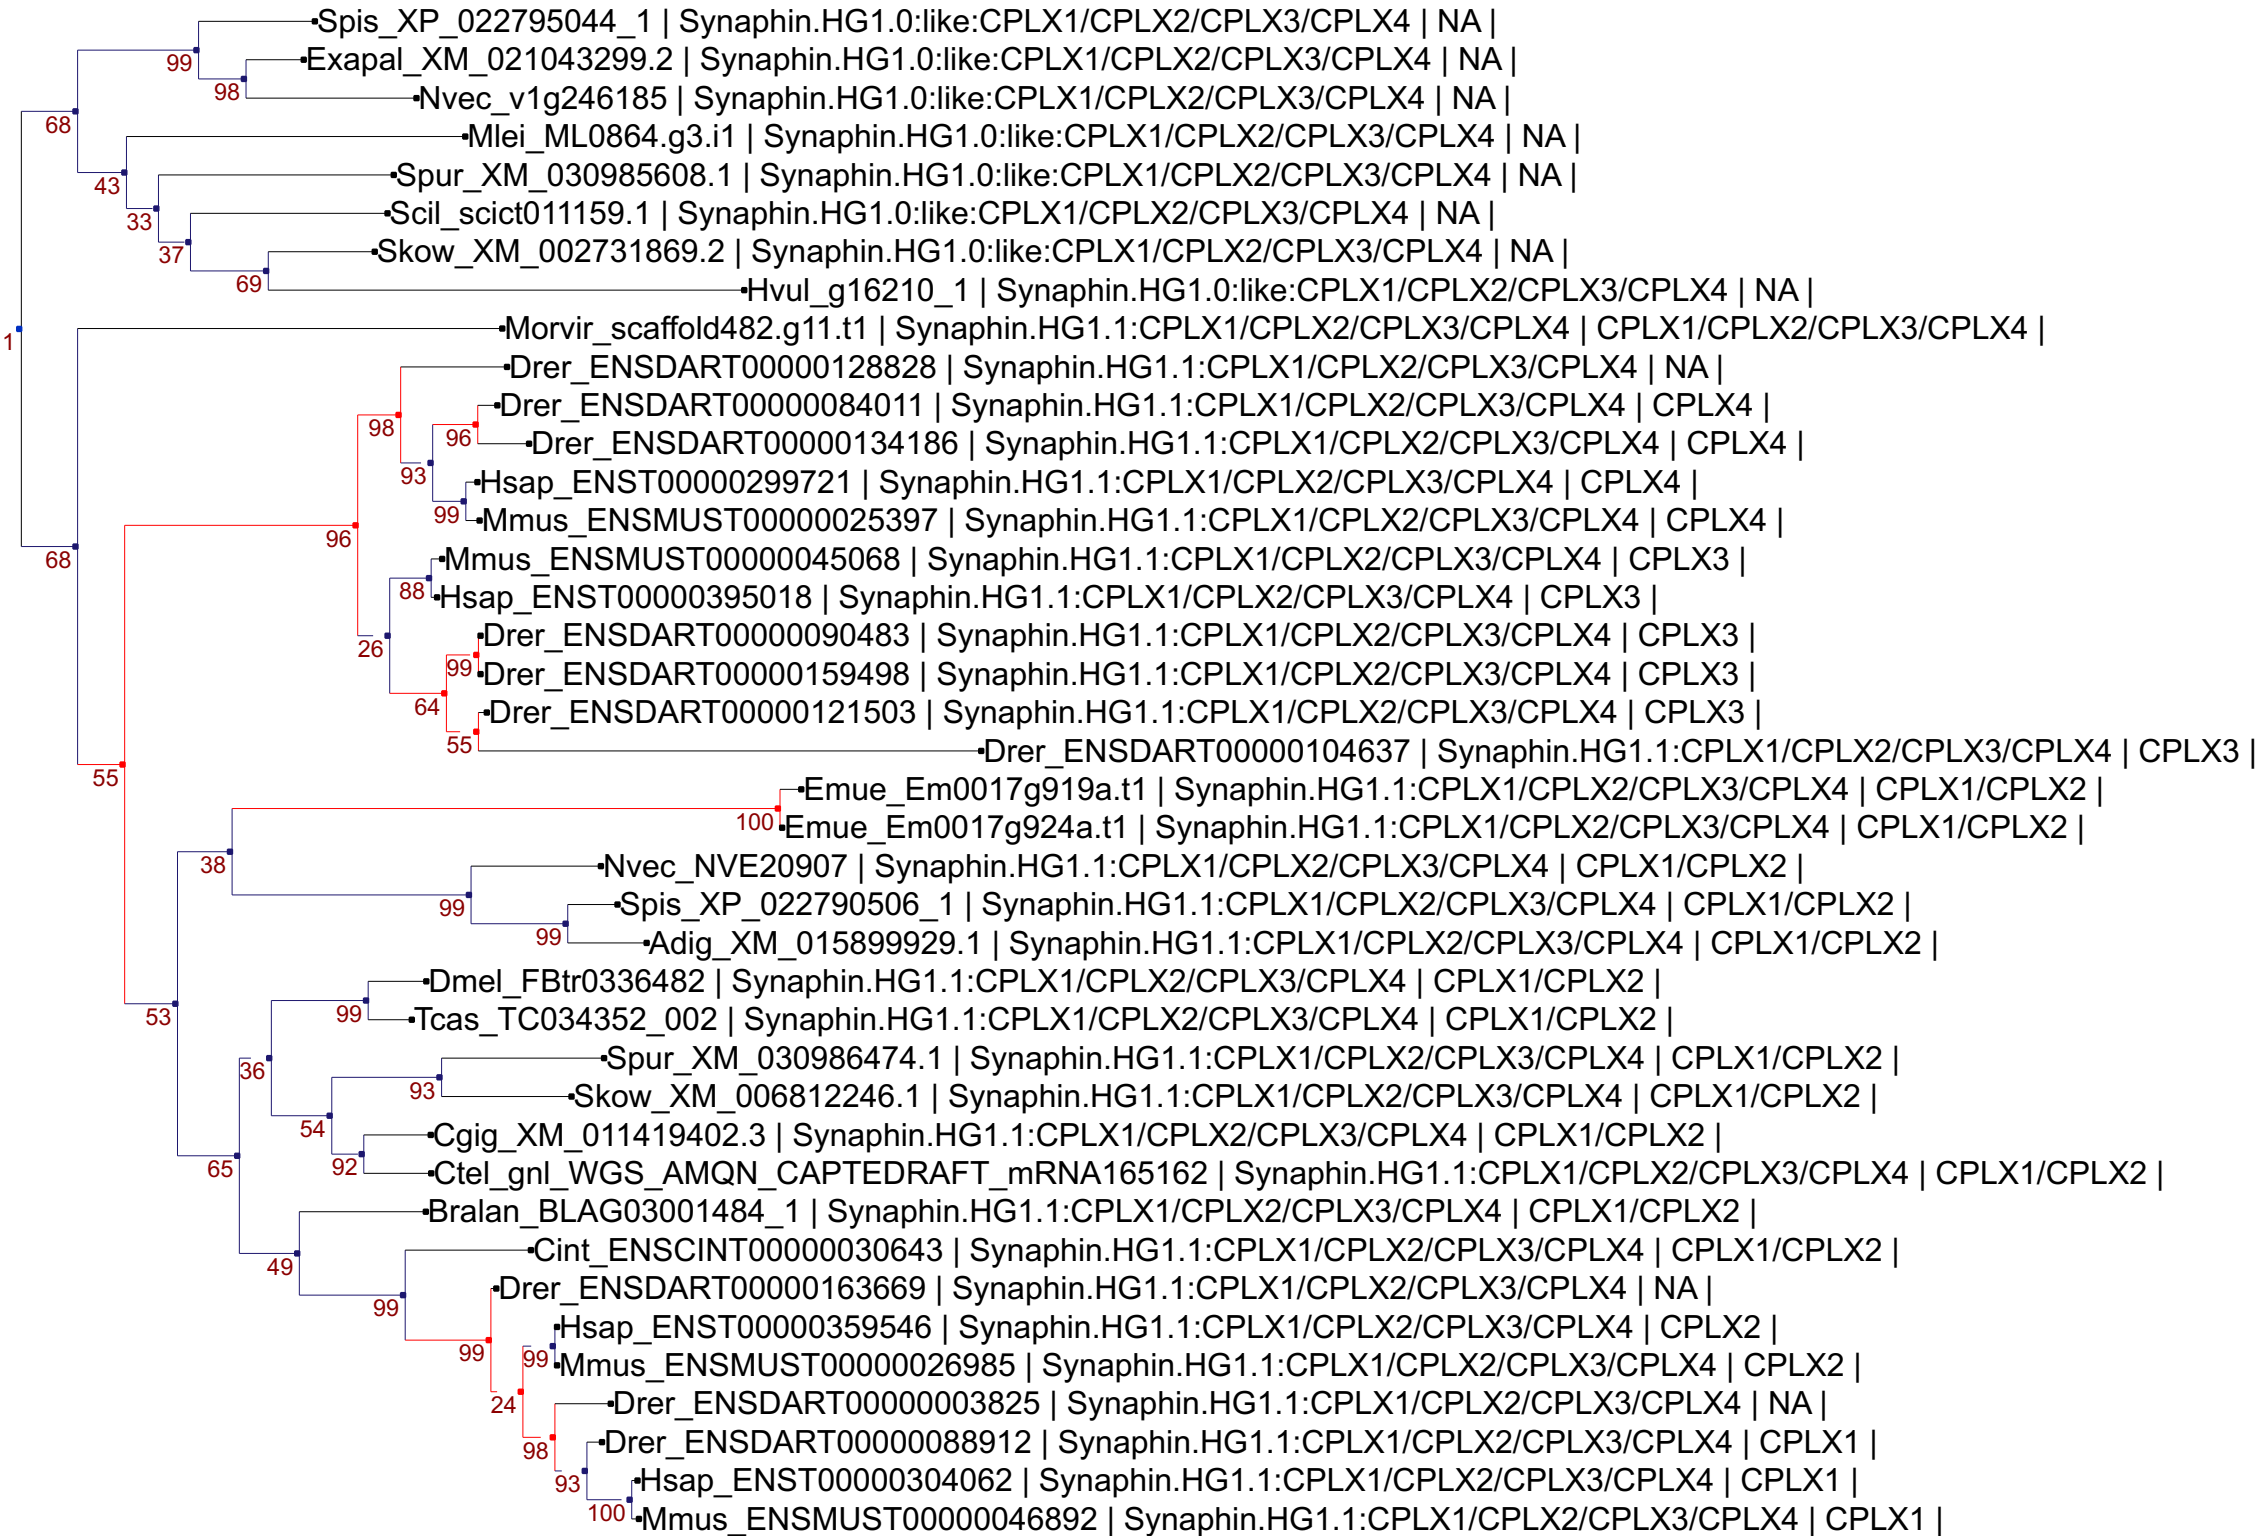 Spis_XP_022795044_1 | Synaphin.HG1.0:like:CPLX1/CPLX2/CPLX3/CPLX4 | NA |
Exapal_XM_021043299.2 | Synaphin.HG1.0:like:CPLX1/CPLX2/CPLX3/CPLX4 | NA |
99
98
Nvec_v1g246185 | Synaphin.HG1.0:like:CPLX1/CPLX2/CPLX3/CPLX4 | NA |
68
Mlei_ML0864.g3.i1 | Synaphin.HG1.0:like:CPLX1/CPLX2/CPLX3/CPLX4 | NA |
43
Spur_XM_030985608.1 | Synaphin.HG1.0:like:CPLX1/CPLX2/CPLX3/CPLX4 | NA |
33
Scil_scict011159.1 | Synaphin.HG1.0:like:CPLX1/CPLX2/CPLX3/CPLX4 | NA |
37
Skow_XM_002731869.2 | Synaphin.HG1.0:like:CPLX1/CPLX2/CPLX3/CPLX4 | NA |
69
Hvul_g16210_1 | Synaphin.HG1.0:like:CPLX1/CPLX2/CPLX3/CPLX4 | NA |
1
Morvir_scaffold482.g11.t1 | Synaphin.HG1.1:CPLX1/CPLX2/CPLX3/CPLX4 | CPLX1/CPLX2/CPLX3/CPLX4 |
Drer_ENSDART00000128828 | Synaphin.HG1.1:CPLX1/CPLX2/CPLX3/CPLX4 | NA |
Drer_ENSDART00000084011 | Synaphin.HG1.1:CPLX1/CPLX2/CPLX3/CPLX4 | CPLX4 |
98
96
Drer_ENSDART00000134186 | Synaphin.HG1.1:CPLX1/CPLX2/CPLX3/CPLX4 | CPLX4 |
93
Hsap_ENST00000299721 | Synaphin.HG1.1:CPLX1/CPLX2/CPLX3/CPLX4 | CPLX4 |
99
Mmus_ENSMUST00000025397 | Synaphin.HG1.1:CPLX1/CPLX2/CPLX3/CPLX4 | CPLX4 |
96
68
Mmus_ENSMUST00000045068 | Synaphin.HG1.1:CPLX1/CPLX2/CPLX3/CPLX4 | CPLX3 |
88
Hsap_ENST00000395018 | Synaphin.HG1.1:CPLX1/CPLX2/CPLX3/CPLX4 | CPLX3 |
Drer_ENSDART00000090483 | Synaphin.HG1.1:CPLX1/CPLX2/CPLX3/CPLX4 | CPLX3 |
26
99
Drer_ENSDART00000159498 | Synaphin.HG1.1:CPLX1/CPLX2/CPLX3/CPLX4 | CPLX3 |
64
Drer_ENSDART00000121503 | Synaphin.HG1.1:CPLX1/CPLX2/CPLX3/CPLX4 | CPLX3 |
55
Drer_ENSDART00000104637 | Synaphin.HG1.1:CPLX1/CPLX2/CPLX3/CPLX4 | CPLX3 |
55
Emue_Em0017g919a.t1 | Synaphin.HG1.1:CPLX1/CPLX2/CPLX3/CPLX4 | CPLX1/CPLX2 |
100
Emue_Em0017g924a.t1 | Synaphin.HG1.1:CPLX1/CPLX2/CPLX3/CPLX4 | CPLX1/CPLX2 |
38
Nvec_NVE20907 | Synaphin.HG1.1:CPLX1/CPLX2/CPLX3/CPLX4 | CPLX1/CPLX2 |
99
Spis_XP_022790506_1 | Synaphin.HG1.1:CPLX1/CPLX2/CPLX3/CPLX4 | CPLX1/CPLX2 |
99
Adig_XM_015899929.1 | Synaphin.HG1.1:CPLX1/CPLX2/CPLX3/CPLX4 | CPLX1/CPLX2 |
Dmel_FBtr0336482 | Synaphin.HG1.1:CPLX1/CPLX2/CPLX3/CPLX4 | CPLX1/CPLX2 |
53
99
Tcas_TC034352_002 | Synaphin.HG1.1:CPLX1/CPLX2/CPLX3/CPLX4 | CPLX1/CPLX2 |
36
Spur_XM_030986474.1 | Synaphin.HG1.1:CPLX1/CPLX2/CPLX3/CPLX4 | CPLX1/CPLX2 |
93
Skow_XM_006812246.1 | Synaphin.HG1.1:CPLX1/CPLX2/CPLX3/CPLX4 | CPLX1/CPLX2 |
54
Cgig_XM_011419402.3 | Synaphin.HG1.1:CPLX1/CPLX2/CPLX3/CPLX4 | CPLX1/CPLX2 |
65
92
Ctel_gnl_WGS_AMQN_CAPTEDRAFT_mRNA165162 | Synaphin.HG1.1:CPLX1/CPLX2/CPLX3/CPLX4 | CPLX1/CPLX2 |
Bralan_BLAG03001484_1 | Synaphin.HG1.1:CPLX1/CPLX2/CPLX3/CPLX4 | CPLX1/CPLX2 |
49
Cint_ENSCINT00000030643 | Synaphin.HG1.1:CPLX1/CPLX2/CPLX3/CPLX4 | CPLX1/CPLX2 |
99
Drer_ENSDART00000163669 | Synaphin.HG1.1:CPLX1/CPLX2/CPLX3/CPLX4 | NA |
Hsap_ENST00000359546 | Synaphin.HG1.1:CPLX1/CPLX2/CPLX3/CPLX4 | CPLX2 |
99
99
Mmus_ENSMUST00000026985 | Synaphin.HG1.1:CPLX1/CPLX2/CPLX3/CPLX4 | CPLX2 |
24
Drer_ENSDART00000003825 | Synaphin.HG1.1:CPLX1/CPLX2/CPLX3/CPLX4 | NA |
98
Drer_ENSDART00000088912 | Synaphin.HG1.1:CPLX1/CPLX2/CPLX3/CPLX4 | CPLX1 |
93
Hsap_ENST00000304062 | Synaphin.HG1.1:CPLX1/CPLX2/CPLX3/CPLX4 | CPLX1 |
100
Mmus_ENSMUST00000046892 | Synaphin.HG1.1:CPLX1/CPLX2/CPLX3/CPLX4 | CPLX1 |